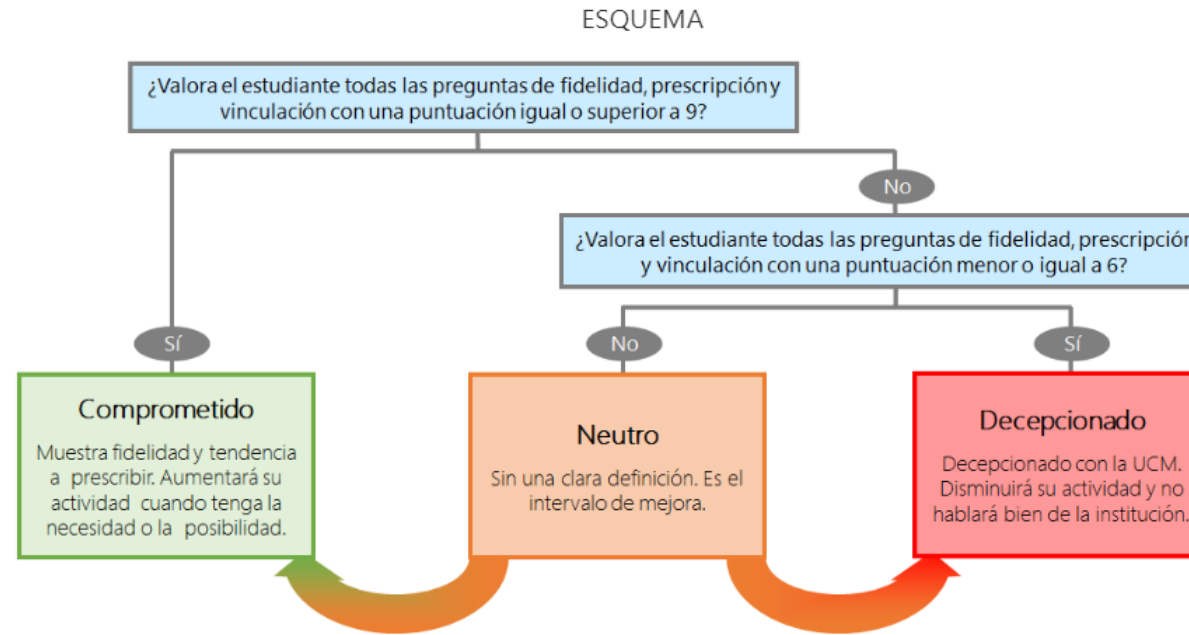 ESQUEMA
¿Valora el estudiante todas las preguntas de fidelidad, prescripción y
vinculación con una puntuación igual o superior a 9?
No
¿Valora el estudiante todas las preguntas de fidelidad, prescripción
y vinculación con una puntuación menor o igual a 6?
Sí
No
Sí
Comprometido
Muestra fidelidad y tendencia
a prescribir. Aumentará su
actividad cuando tenga la
necesidad o la posibilidad.
Neutro
Sin una clara definición. Es el
intervalo de mejora.
Decepcionado
Decepcionado con la UCM.
Disminuirá su actividad y no
hablará bien de la institución.